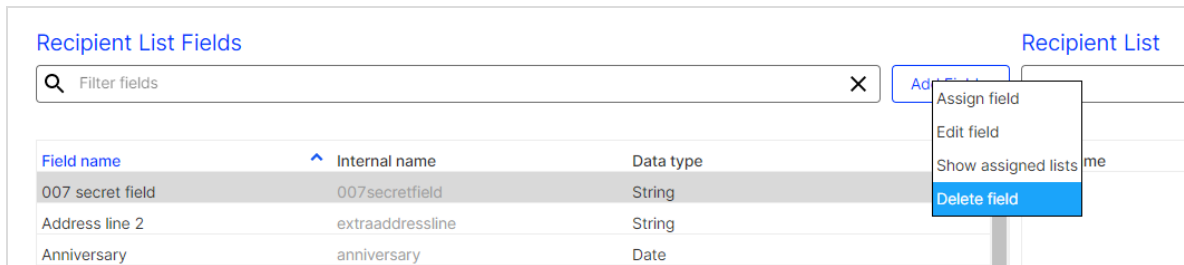 Recipient List Fields
Recipient List
Filter fields
Assign field
Edit field
Show assigned lists
Delete field
Field name Internal name Data type
007 secret field 007secretfield String
Address line 2 extraaddressline String
Anniversary anniversary Date